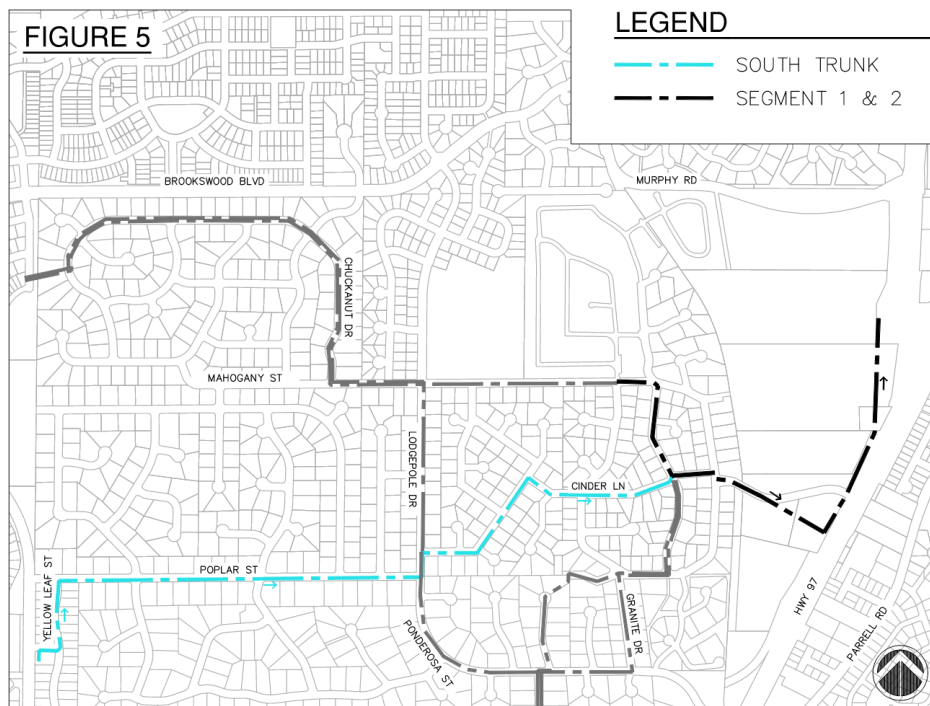 FIGURE 5
LEGEND
SOUTH TRUNK
SEGMENT 1 & 2
BROOKSWOOD BLVD
MURPHY RD
CHUCKANUT DR
MAHOGANY ST
LODGEPOLE DR
CINDER LN
POPLAR ST
YELLOW LEAF ST
PONDEROSA ST
GRANITE DR
HWY 97
PARRELL RD